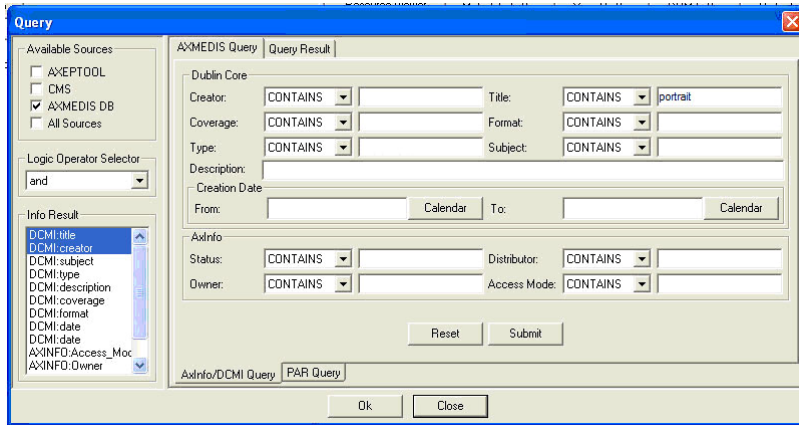 Query
Available Sources
AXEPTOOL
CMS
AXMEDIS DB
All Sources
Logic Operator Selector
and
Info Result
DCMI:title
DCMI:creator
DCMI:subject
DCMI:type
DCMI:description
DCMI:coverage
DCMI:format
DCMI:date
DCMI:date
AXINFO:Access_Moc
AXINFO:Owner
AXMEDIS Query Query Result
Dublin Core
Creator: CONTAINS Title: CONTAINS portrait
Coverage: CONTAINS Format: CONTAINS
Type: CONTAINS Subject: CONTAINS
Description:
Creation Date
From: Calendar To: Calendar
AxInfo
Status: CONTAINS Distributor: CONTAINS
Owner: CONTAINS Access Mode: CONTAINS
Reset Submit
AxInfo/DCMI Query PAR Query
Ok Close